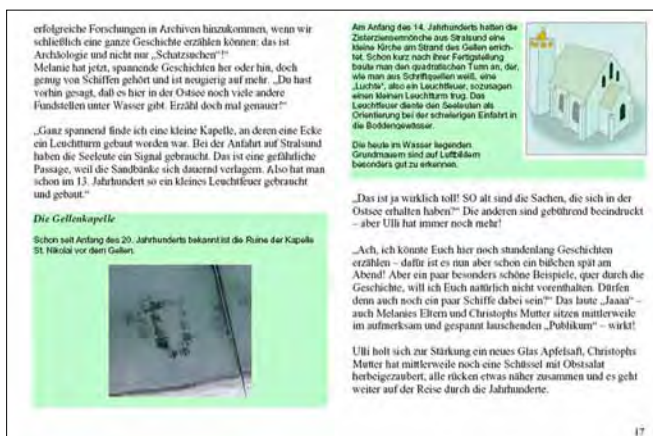 erfolgreiche Forschungen in Archiven hinzukommen, wenn wir
schließlich eine ganze Geschichte erzählen können: das ist
Archäologie und nicht nur „Schatzsuchen“!
Melanie hat jetzt, spannende Geschichten her oder hin, doch
genug von Schiffen gehört und ist neugierig auf mehr. „Du hast
vorhin gesagt, daß es hier in der Ostsee noch viele andere
Fundstellen unter Wasser gibt. Erzähl doch mal genauer!“
„Ganz spannend finde ich eine kleine Kapelle, an deren eine Ecke
ein Leuchtturm gebaut worden war. Bei der Anfahrt auf Stralsund
haben die Seeleute ein Signal gebraucht. Das ist eine gefährliche
Passage, weil die Sandbänke sich dauernd verlagern. Also hat man
schon im 13. Jahrhundert so ein kleines Leuchtfeuer gebraucht
und gebaut.“
Die Gellenkapelle
Schon seit Anfang des 20. Jahrhunderts bekannt ist die Ruine der Kapelle
St. Nikolai vor dem Gellen.
Am Anfang des 14. Jahrhunderts hatten die
Zisterziensermönche aus Stralsund eine
kleine Kirche am Strand des Gellen errich-
tet. Schon kurz nach ihrer Fertigstellung
baute man den quadratischen Turm an, der,
wie man aus Schriftquellen weiß, eine
„Luchte“, also ein Leuchtfeuer, sozusagen
einen kleinen Leuchtturm trug. Das
Leuchtfeuer diente den Seeleuten als
Orientierung bei der schwierigen Einfahrt in
die Boddengewässer.
Die heute im Wasser liegenden
Grundmauern sind auf Luftbildern
besonders gut zu erkennen.
„Das ist ja wirklich toll! SO alt sind die Sachen, die sich in der
Ostsee erhalten haben?“ Die anderen sind gebührend beeindruckt
– aber Ulli hat immer noch mehr!
„Ach, ich könnte Euch hier noch stundenlang Geschichten
erzählen – dafür ist es nun aber schon ein bißchen spät am
Abend! Aber ein paar besonders schöne Beispiele, quer durch die
Geschichte, will ich Euch natürlich nicht vorenthalten. Dürfen
denn auch noch ein paar Schiffe dabei sein?“ Das laute „Jaaaa“ –
auch Melanies Eltern und Christophs Mutter sitzen mittlerweile
im aufmerksam und gespannt lauschenden „Publikum“ – wirkt!
Ulli holt sich zur Stärkung ein neues Glas Apfelsaft, Christophs
Mutter hat mittlerweile noch eine Schüssel mit Obstsalat
herbeigezaubert, alle rücken etwas näher zusammen und es geht
weiter auf der Reise durch die Jahrhunderte.
17